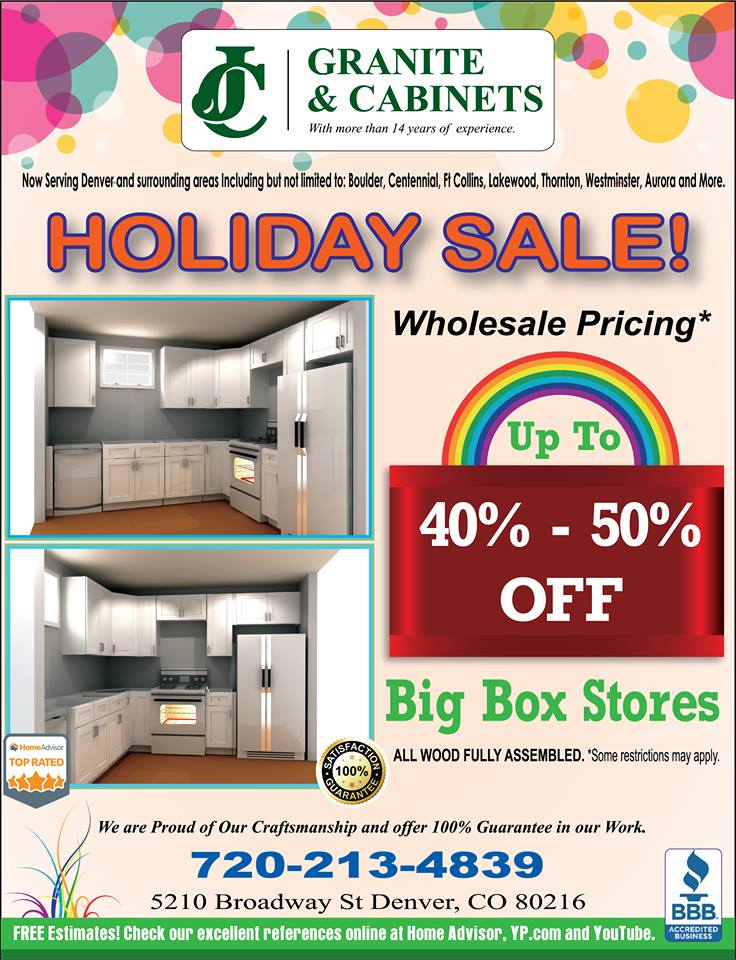 JC
GRANITE
& CABINETS
With more than 14 years of experience.
Now Serving Denver and surrounding areas Including but not limited to: Boulder, Centennial, Ft Collins, Lakewood, Thornton, Westminster, Aurora and More.
HOLIDAY SALE!
Wholesale Pricing*
Up To
40% - 50%
OFF
Big Box Stores
ALL WOOD FULLY ASSEMBLED. *Some restrictions may apply.
HomeAdvisor
TOP RATED
SATISFACTION
100%
GUARANTEE
We are Proud of Our Craftsmanship and offer 100% Guarantee in our Work.
720-213-4839
5210 Broadway St Denver, CO 80216
BBB.
ACCREDITED
BUSINESS
FREE Estimates! Check our excellent references online at Home Advisor, YP.com and YouTube.